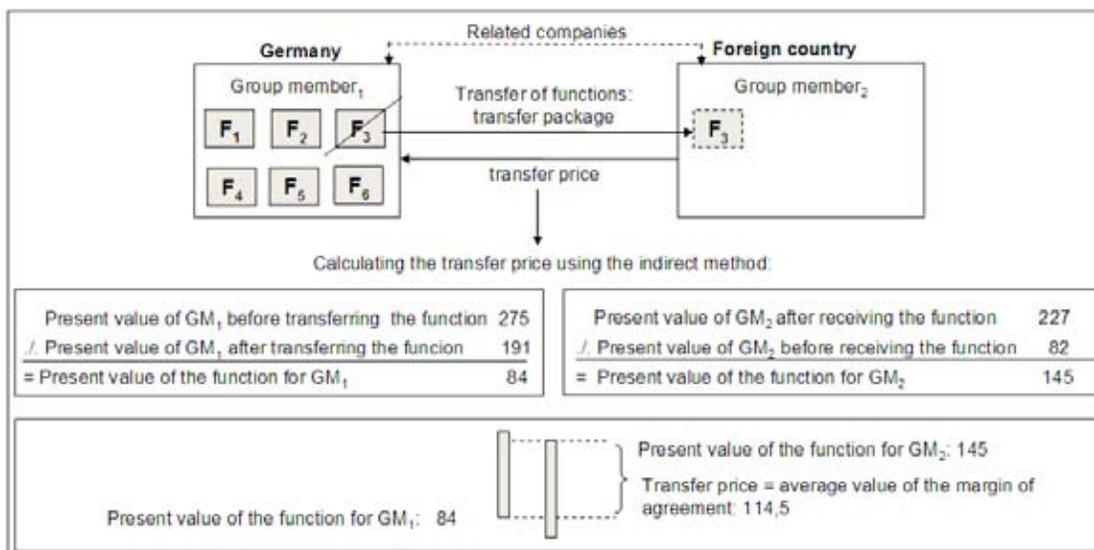 Related companies
Germany
Foreign country
Group member₁
Group member₂
Transfer of functions:
transfer package
F₁ F₂ F₃
F₃
transfer price
F₄ F₅ F₆
Calculating the transfer price using the indirect method:
Present value of GM₁ before transferring the function 275
./. Present value of GM₁ after transferring the funcion 191
= Present value of the function for GM₁ 84
Present value of GM₂ after receiving the function 227
./. Present value of GM₂ before receiving the function 82
= Present value of the function for GM₂ 145
Present value of the function for GM₂: 145
Transfer price = average value of the margin of
agreement: 114,5
Present value of the function for GM₁: 84